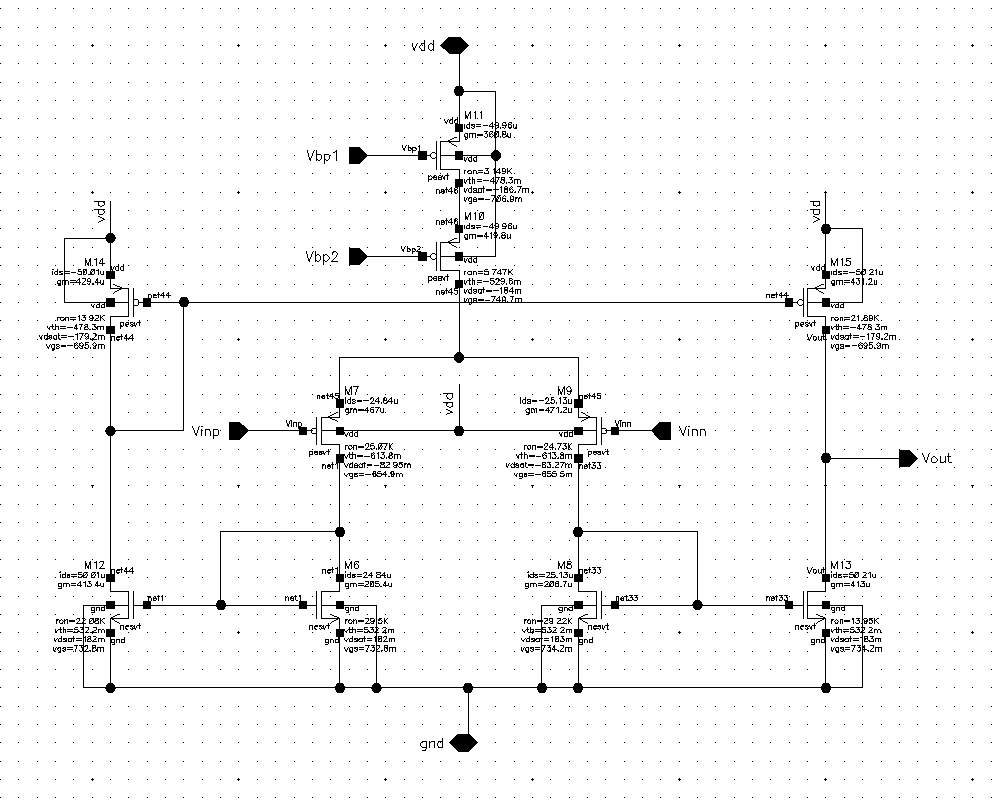 vdd
M11
vdd
ids=-49.96u
gm=368.8u
Vbp1
Vbp1
vdd
pesvt
ron=3.149K
vth=-478.3m
vdsat=-186.7m
vgs=-706.9m
net46
net46
M10
ids=-49.96
gm=419.8u
Vbp2
Vbp2
vdd
pesvt
ron=5.747K
vth=-529.6m
vdsat=-184m
vgs=-749.7m
net45
vdd
M14
vdd
ids=-50.01u
gm=429.4u
net44
vdd
pesvt
ron=13.92K
vth=-478.3m
vdsat=-179.2m
vgs=-695.9m
net44
vdd
M15
vdd
ids=-50.21u
gm=431.2u
net44
vdd
pesvt
ron=21.89K
vth=-478.3m
vdsat=-179.2m
vgs=-695.9m
Vout
M7
net45
ids=-24.84u
gm=467u
Vinp
Vinp
vdd
pesvt
ron=25.07K
vth=-613.8m
vdsat=-82.95m
vgs=-654.9m
net1
vdd
M9
net45
ids=-25.13u
gm=471.2u
Vinn
Vinn
vdd
pesvt
ron=24.73K
vth=-613.8m
vdsat=-83.27m
vgs=-655.5m
net33
Vout
M12
net44
ids=50.01u
gm=413.4u
net1
gnd
nesvt
ron=22.08K
vth=532.2m
vdsat=182m
vgs=732.8m
gnd
M6
net1
ids=24.84u
gm=205.4u
net1
gnd
nesvt
ron=29.5K
vth=532.2m
vdsat=182m
vgs=732.8m
gnd
M8
net33
ids=25.13u
gm=206.7u
net33
gnd
nesvt
ron=29.22K
vth=532.2m
vdsat=183m
vgs=734.2m
gnd
M13
Vout
ids=50.21u
gm=413u
net33
gnd
nesvt
ron=13.95K
vth=532.2m
vdsat=183m
vgs=734.2m
gnd
gnd